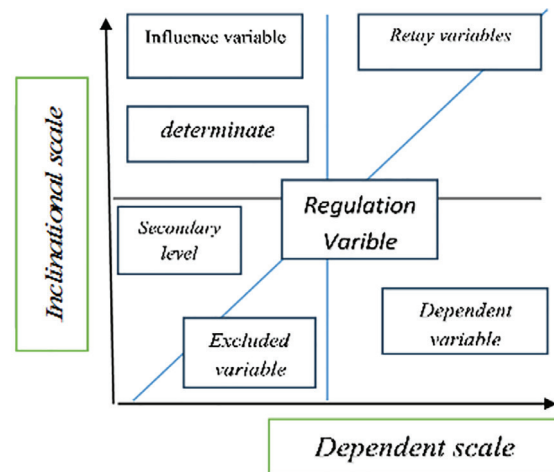 Influence variable
Retay variables
determinate
Inclinational scale
Regulation
Varible
Secondary
level
Excluded
variable
Dependent
variable
Dependent scale